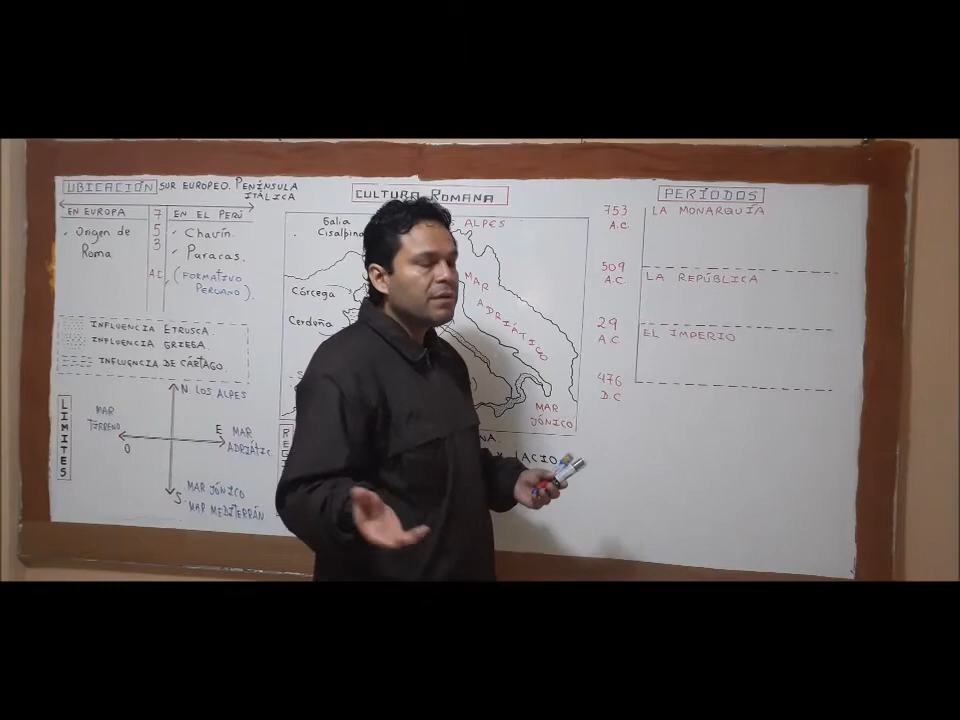 UBICACIÓN SUR EUROPEO. PENÍNSULA
ITÁLICA
EN EUROPA
. Origen de
Roma
7
5
3
A.C
EN EL PERÚ
Chavín.
Paracas.
(FORMATIVO
PERUANO).
INFLUENCIA ETRUSCA.
INFLUENCIA GRIEGA.
INFLUENCIA DE CÁRTAGO.
LIMITES
N. LOS ALPES
MAR
TIRRENO
O
E MAR
ADRIÁTIC.
S. MAR JÓNICO
MAR MEDITERRÁN
CULTURA ROMANA
Galia
Cisalpina
ALPES
Córcega
Cerdeña
MAR
ADRIÁTICO
MAR
JÓNICO
LACIO
PERÍODOS
753
A.C.
LA MONARQUÍA
509
A.C
LA REPÚBLICA
29
A.C
EL IMPERIO
476
D.C